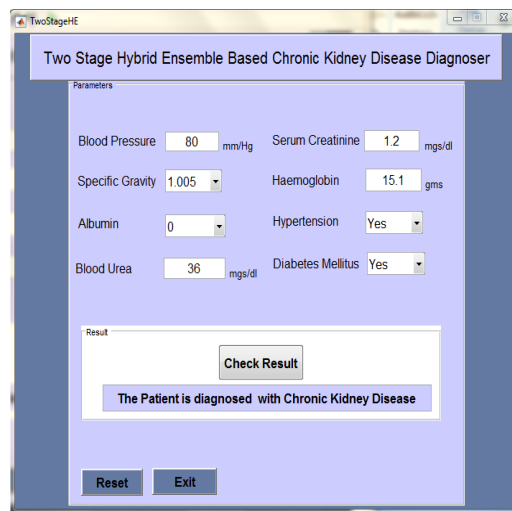 TwoStageHE
Two Stage Hybrid Ensemble Based Chronic Kidney Disease Diagnoser
Parameters
Blood Pressure 80 mm/Hg Serum Creatinine 1.2 mgs/dl
Specific Gravity 1.005 Haemoglobin 15.1 gms
Albumin 0 Hypertension Yes
Blood Urea 36 mgs/dl Diabetes Mellitus Yes
Result
Check Result
The Patient is diagnosed with Chronic Kidney Disease
Reset Exit